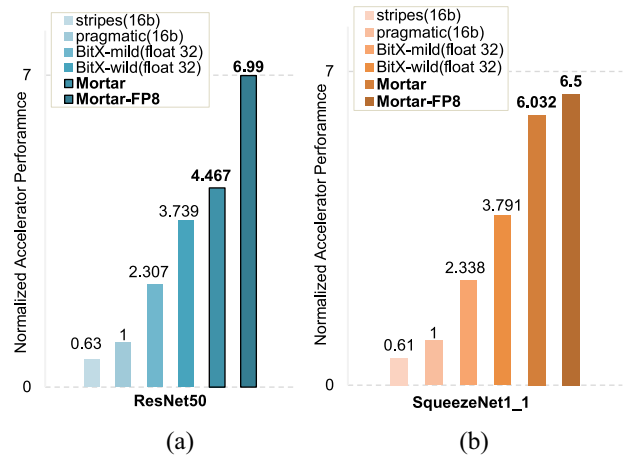 stripes(16b)
pragmatic(16b)
BitX-mild(float 32)
BitX-wild(float 32)
Mortar
Mortar-FP8
Normalized Accelerator Perforamnce
7
0
0.63
1
2.307
3.739
4.467
6.99
ResNet50
(a)
stripes(16b)
pragmatic(16b)
BitX-mild(float 32)
BitX-wild(float 32)
Mortar
Mortar-FP8
Normalized Accelerator Perforamnce
7
0
0.61
1
2.338
3.791
6.032
6.5
SqueezeNet1_1
(b)